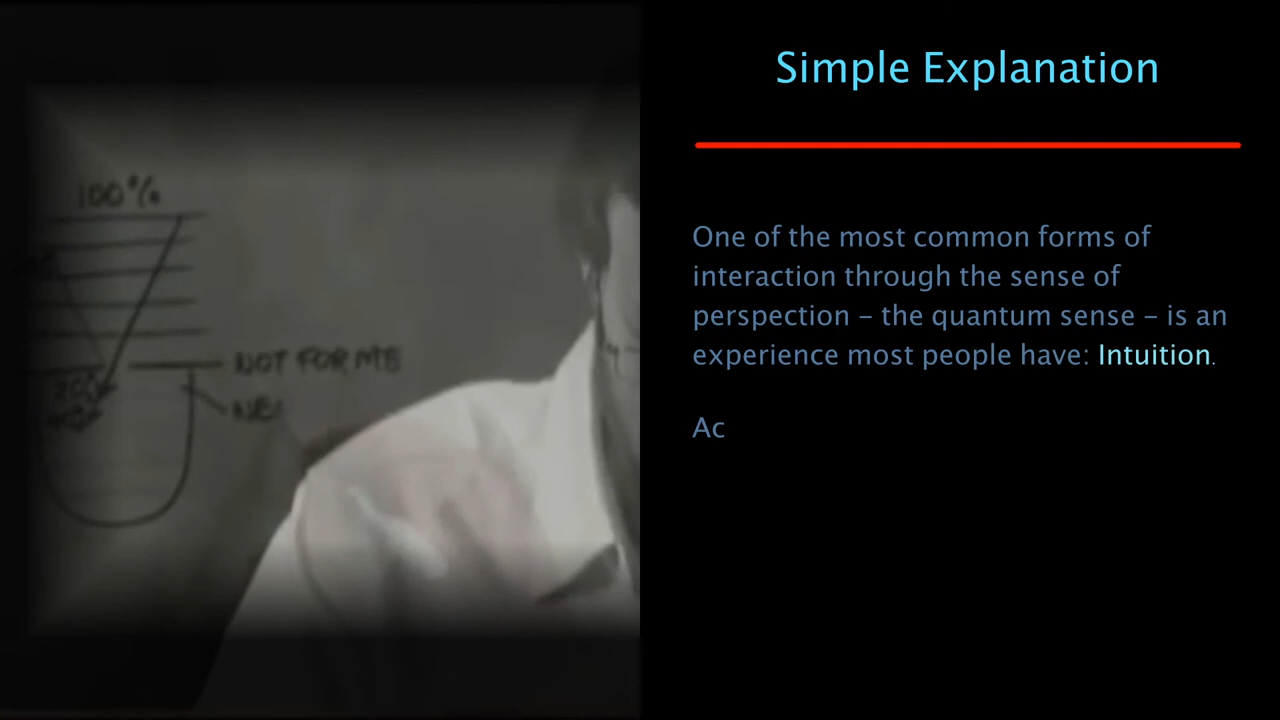 100%
NOT FOR ME
Simple Explanation
One of the most common forms of
interaction through the sense of
perspection – the quantum sense – is an
experience most people have: Intuition.
Ac